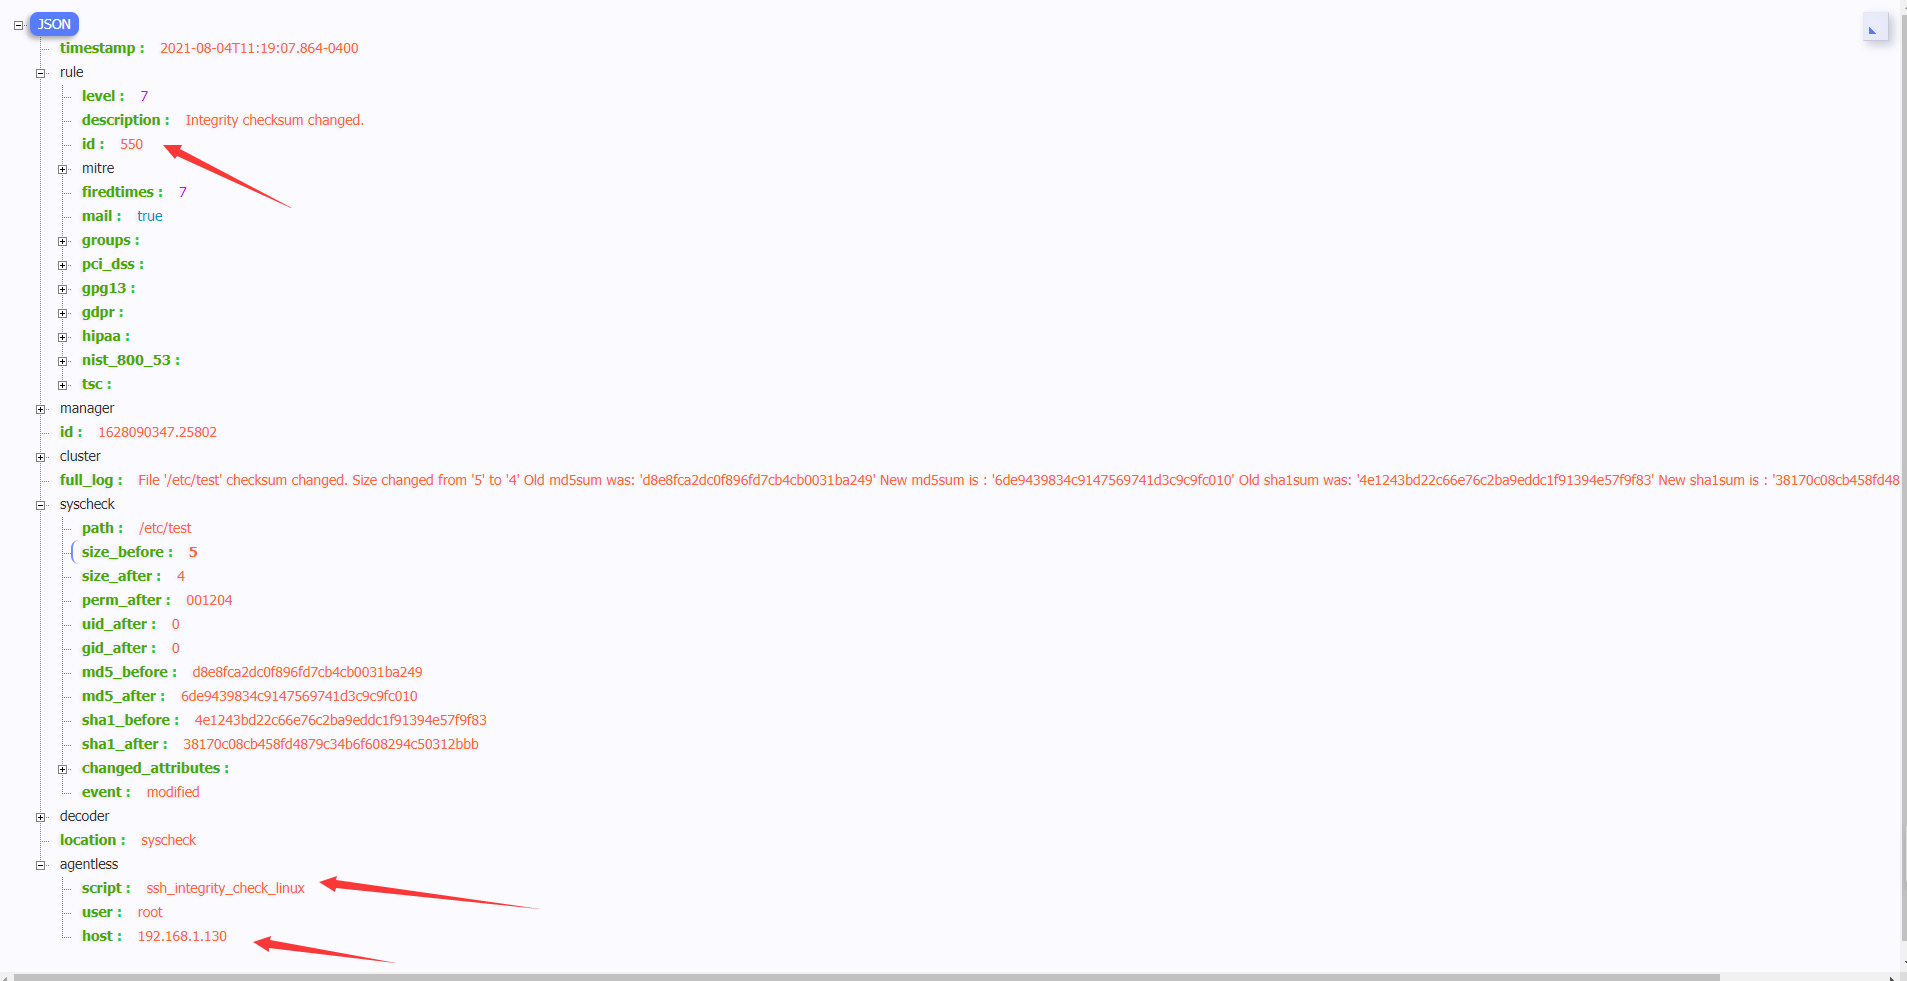 JSON
timestamp : 2021-08-04T11:19:07.864-0400
rule
level : 7
description : Integrity checksum changed.
id : 550
mitre
firedtimes : 7
mail : true
groups :
pci_dss :
gpg13 :
gdpr :
hipaa :
nist_800_53 :
tsc :
manager
id : 1628090347.25802
cluster
full_log : File '/etc/test' checksum changed. Size changed from '5' to '4' Old md5sum was: 'd8e8fca2dc0f896fd7cb4cb0031ba249' New md5sum is : '6de9439834c9147569741d3c9c9fc010' Old sha1sum was: '4e1243bd22c66e76c2ba9eddc1f91394e57f9f83' New sha1sum is : '38170c08cb458fd48
syscheck
path : /etc/test
size_before : 5
size_after : 4
perm_after : 001204
uid_after : 0
gid_after : 0
md5_before : d8e8fca2dc0f896fd7cb4cb0031ba249
md5_after : 6de9439834c9147569741d3c9c9fc010
sha1_before : 4e1243bd22c66e76c2ba9eddc1f91394e57f9f83
sha1_after : 38170c08cb458fd4879c34b6f608294c50312bbb
changed_attributes :
event : modified
decoder
location : syscheck
agentless
script : ssh_integrity_check_linux
user : root
host : 192.168.1.130